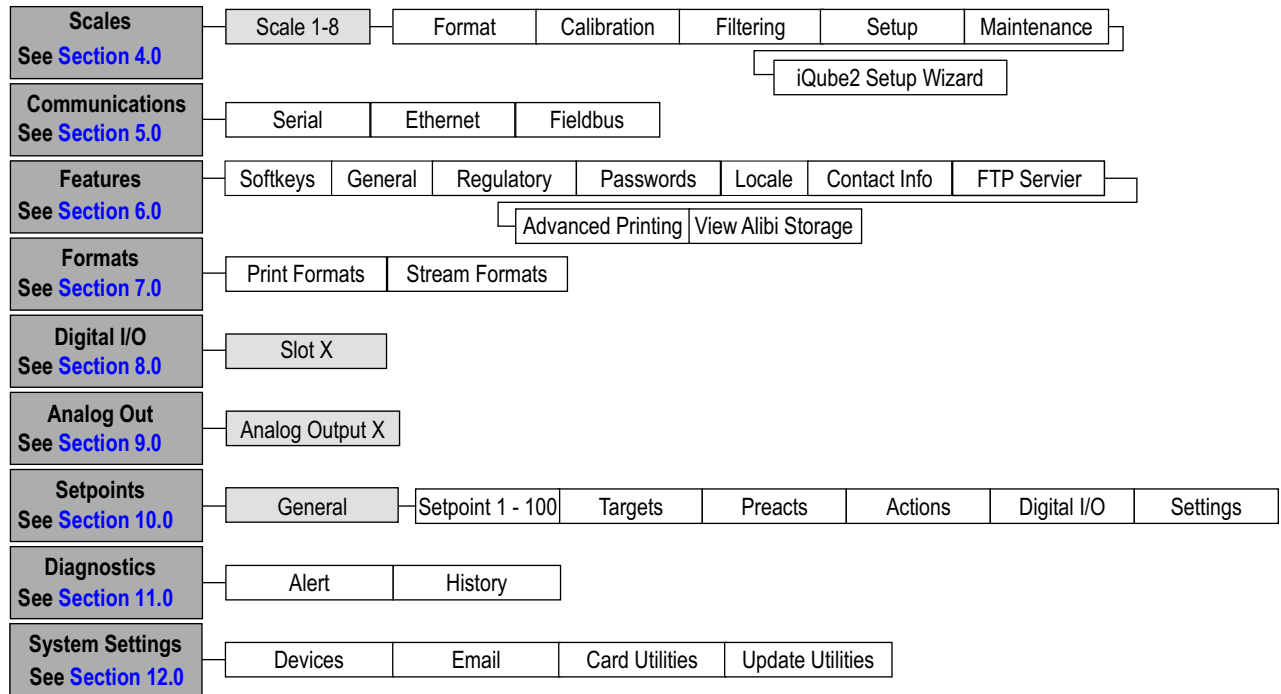 Scales
See Section 4.0
Scale 1-8
Format
Calibration
Filtering
Setup
Maintenance
iQube2 Setup Wizard
Communications
See Section 5.0
Serial
Ethernet
Fieldbus
Features
See Section 6.0
Softkeys
General
Regulatory
Passwords
Locale
Contact Info
FTP Servier
Advanced Printing
View Alibi Storage
Formats
See Section 7.0
Print Formats
Stream Formats
Digital I/O
See Section 8.0
Slot X
Analog Out
See Section 9.0
Analog Output X
Setpoints
See Section 10.0
General
Setpoint 1 - 100
Targets
Preacts
Actions
Digital I/O
Settings
Diagnostics
See Section 11.0
Alert
History
System Settings
See Section 12.0
Devices
Email
Card Utilities
Update Utilities